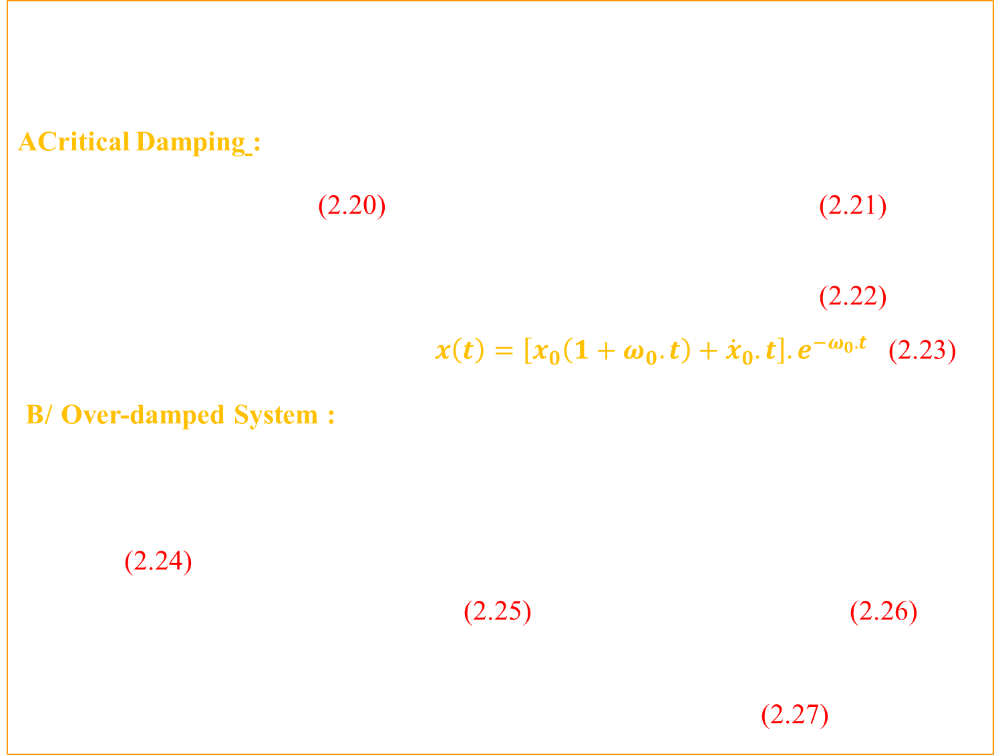 ACritical Damping :
(2.20) (2.21)
(2.22)
x(t) = [x₀(1 + ω₀.t) + ẋ₀.t].e^{−ω₀.t} (2.23)
B/ Over-damped System :
(2.24)
(2.25) (2.26)
(2.27)